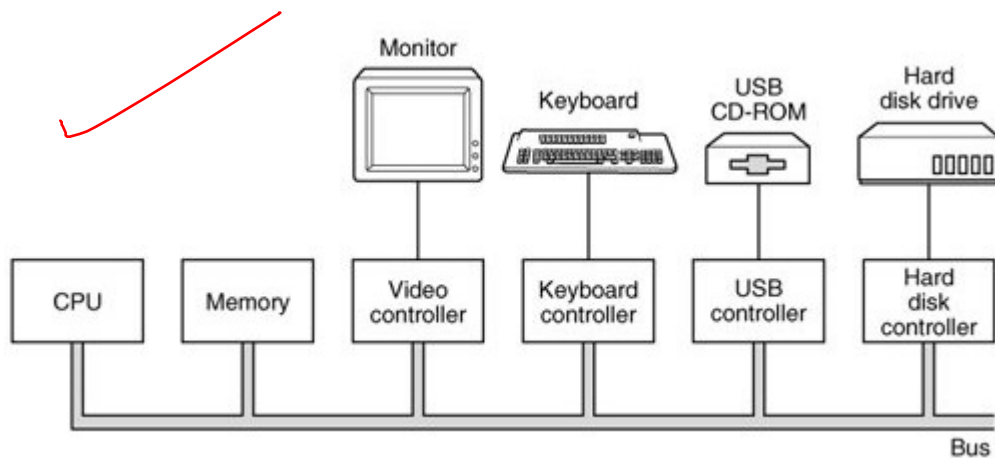 Monitor
Keyboard
USB
CD-ROM
Hard
disk drive
CPU
Memory
Video
controller
Keyboard
controller
USB
controller
Hard
disk
controller
Bus